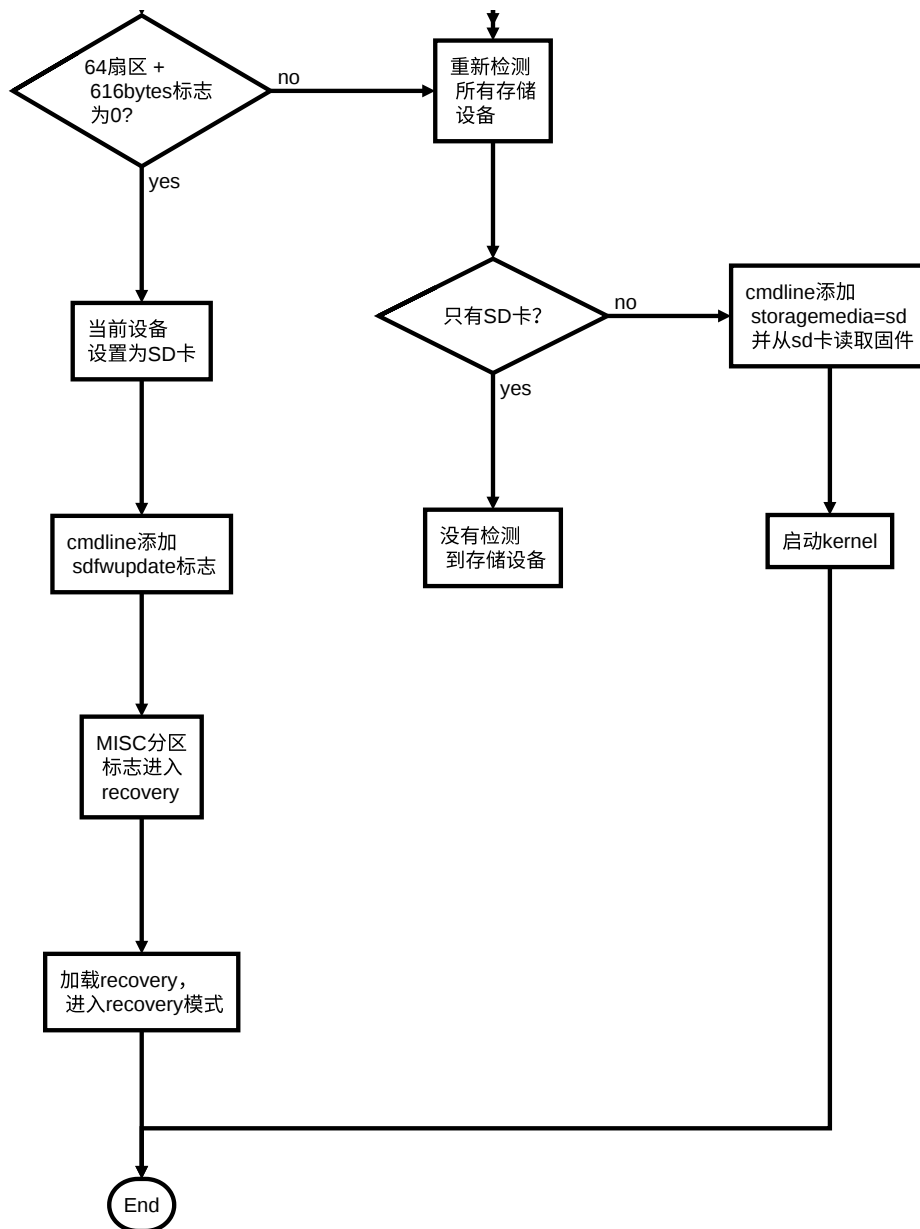 64扇区 +
616bytes标志
为0?
no
yes
重新检测
所有存储
设备
只有SD卡?
no
yes
cmdline添加
storagemedia=sd
并从sd卡读取固件
当前设备
设置为SD卡
cmdline添加
sdfwupdate标志
没有检测
到存储设备
启动kernel
MISC分区
标志进入
recovery
加载recovery，
进入recovery模式
End